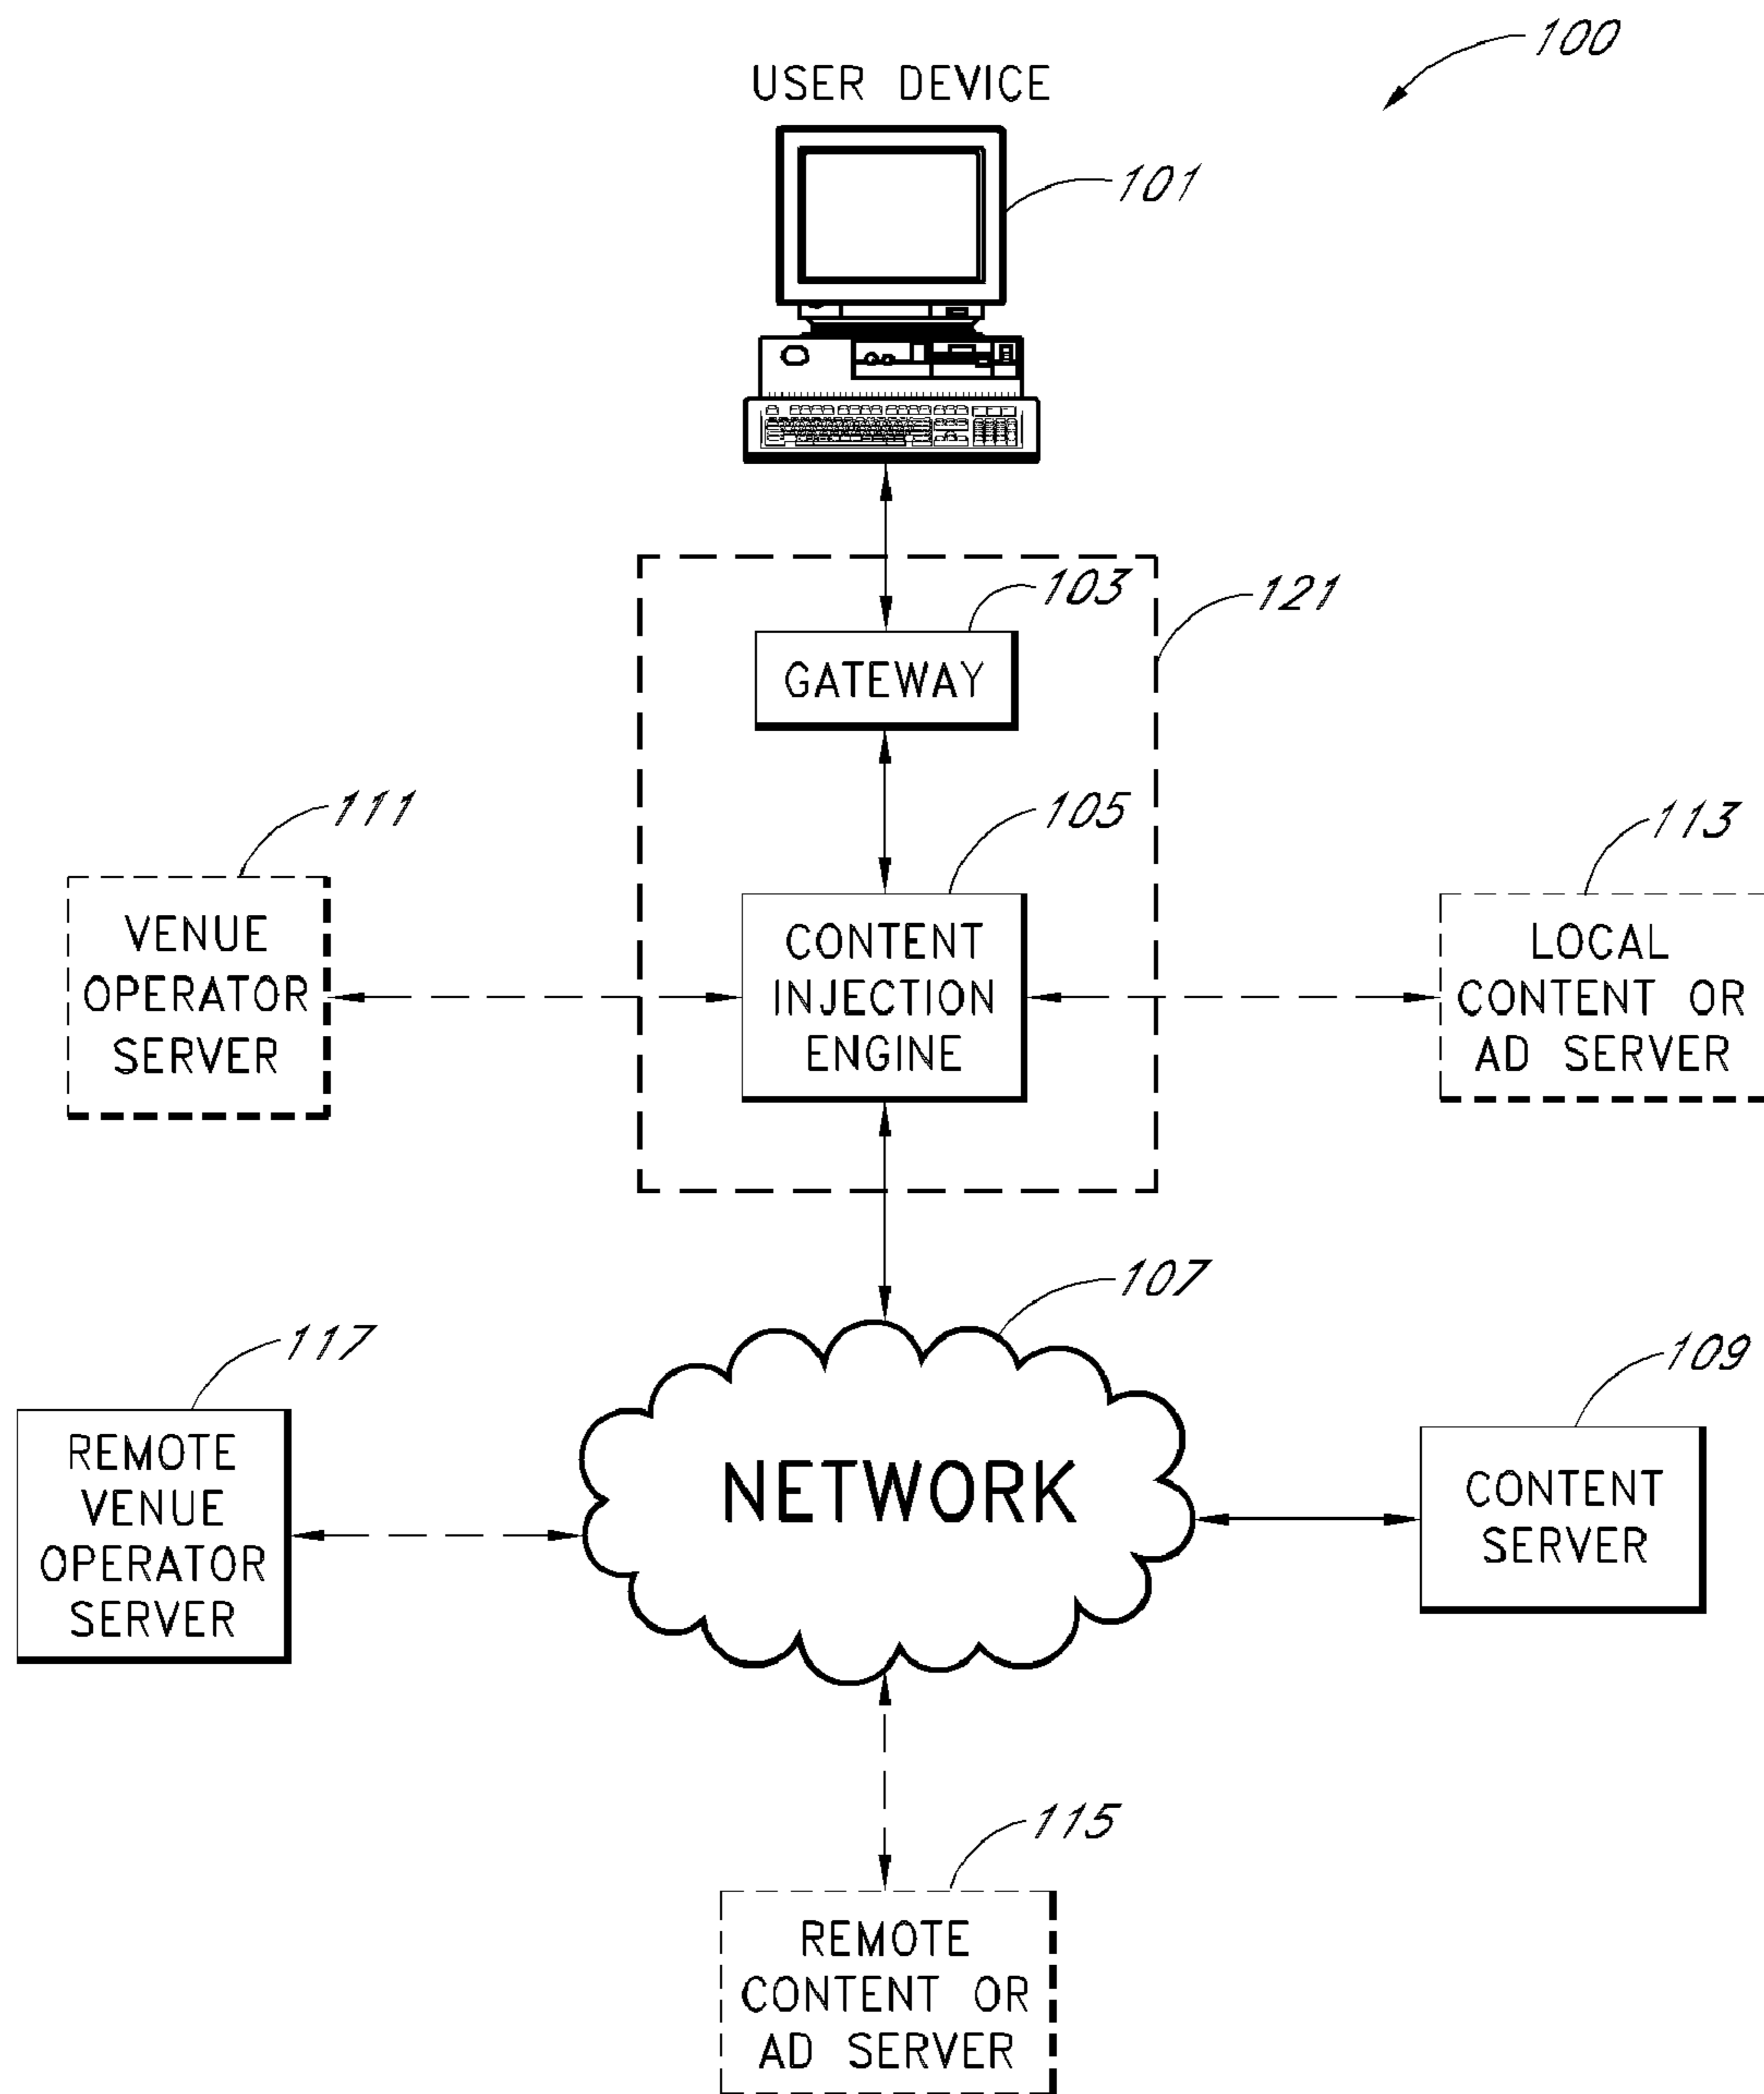 100
USER DEVICE
101
103
121
GATEWAY
111
105
113
VENUE
OPERATOR
SERVER
CONTENT
INJECTION
ENGINE
LOCAL
CONTENT OR
AD SERVER
107
117
109
REMOTE
VENUE
OPERATOR
SERVER
NETWORK
CONTENT
SERVER
115
REMOTE
CONTENT OR
AD SERVER